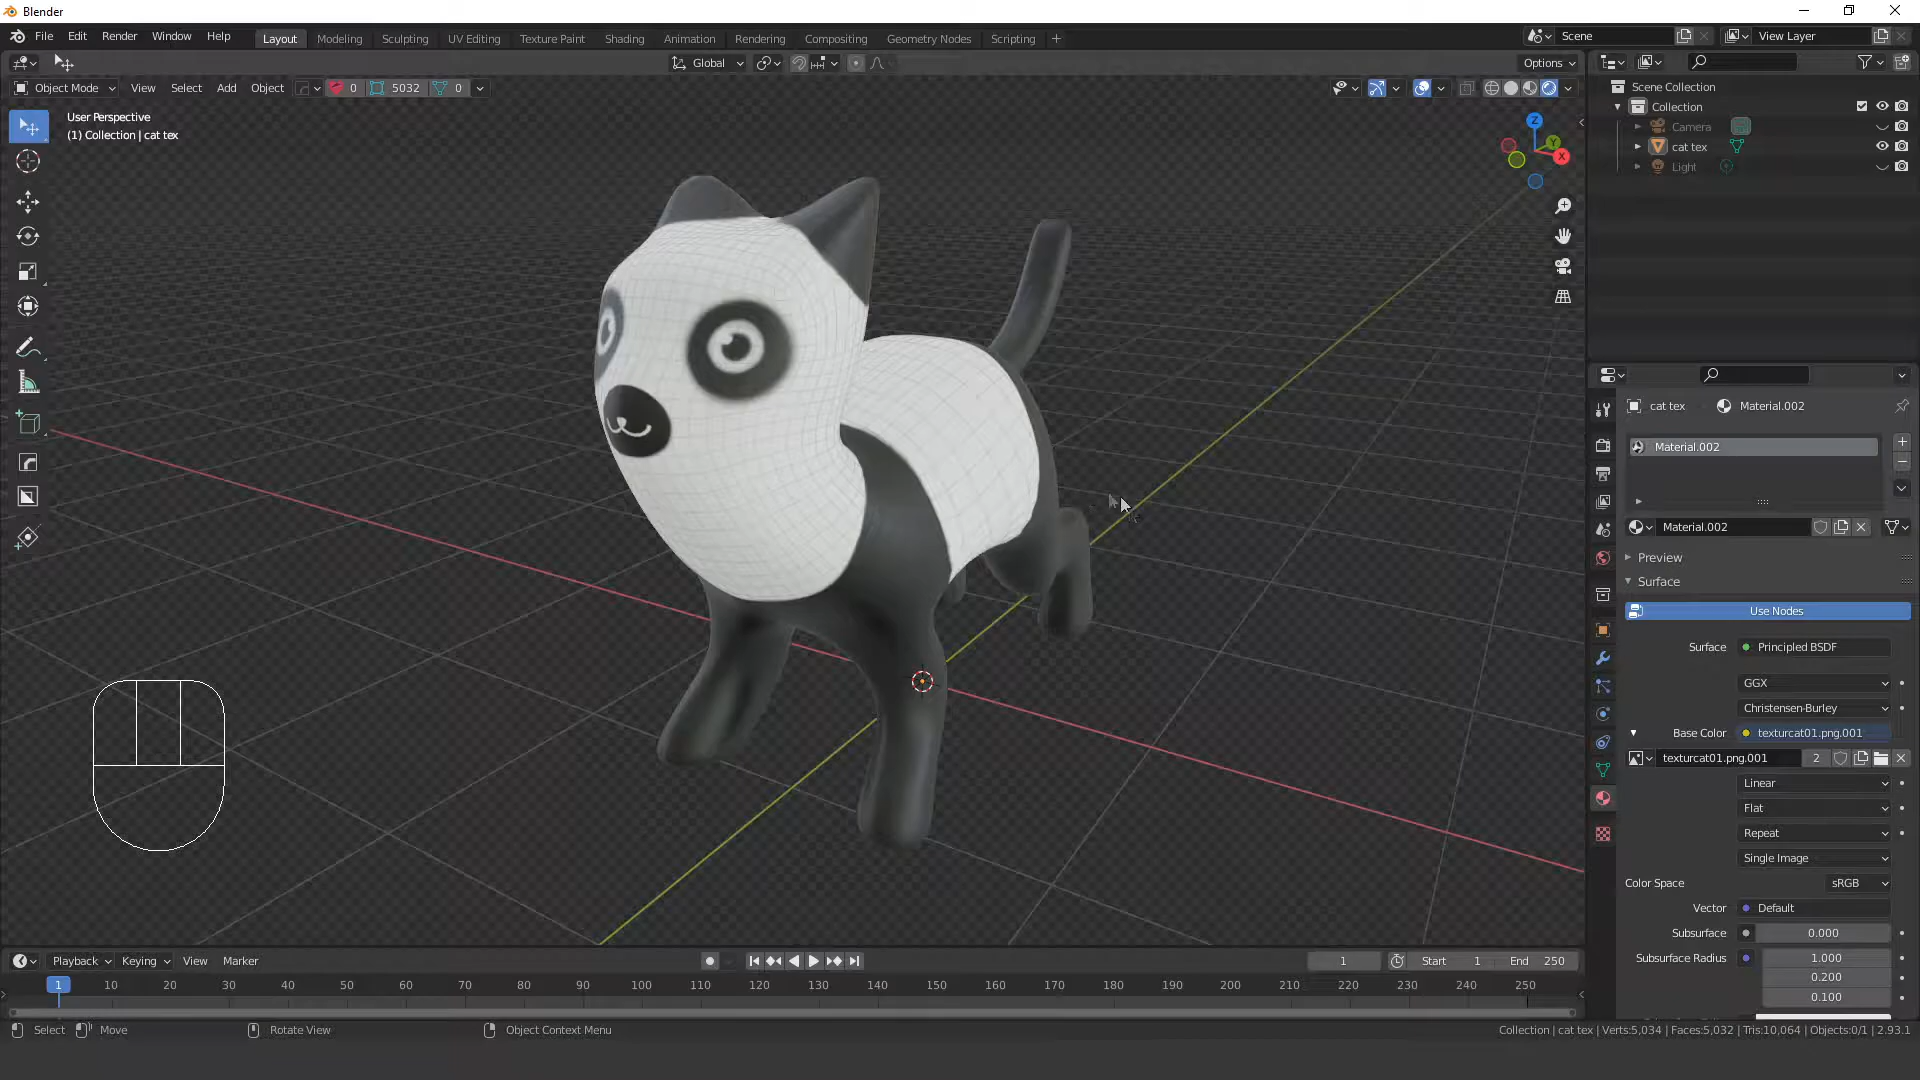 Blender
File Edit Render Window Help Layout Modeling Sculpting UV Editing Texture Paint Shading Animation Rendering Compositing Geometry Nodes Scripting + Scene View Layer
Global Options
Object Mode View Select Add Object 0 5032 0
User Perspective
(1) Collection | cat tex
Z
Y
X
Scene Collection
Collection
Camera
cat tex
Light
cat tex Material.002
Material.002
Material.002
Preview
Surface
Use Nodes
Surface Principled BSDF
GGX
Christensen-Burley
Base Color texturcat01.png.001
texturcat01.png.001 2
Linear
Flat
Repeat
Single Image
Color Space sRGB
Vector Default
Subsurface 0.000
Subsurface Radius 1.000
0.200
0.100
Playback Keying View Marker 1 Start 1 End 250
1 10 20 30 40 50 60 70 80 90 100 110 120 130 140 150 160 170 180 190 200 210 220 230 240 250
Select Move Rotate View Object Context Menu Collection | cat tex | Verts:5,034 | Faces:5,032 | Tris:10,064 | Objects:0/1 | 2.93.1